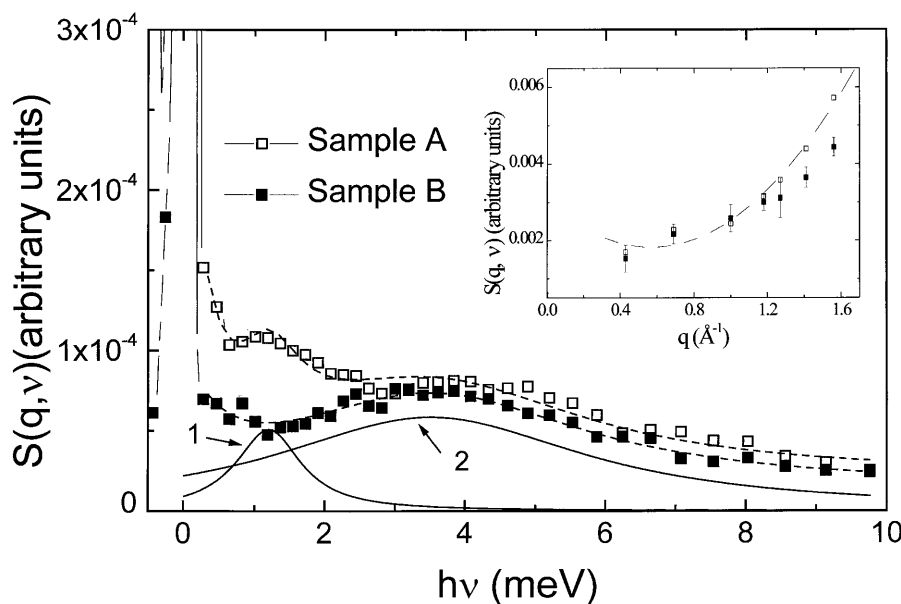 3x10⁻⁴
2x10⁻⁴
1x10⁻⁴
0
S(q,ν)(arbitrary units)
Sample A
Sample B
1
2
0 2 4 6 8 10
hν (meV)
0.006
0.004
0.002
S(q, ν) (arbitrary units)
0.0 0.4 0.8 1.2 1.6
q (Å⁻¹)